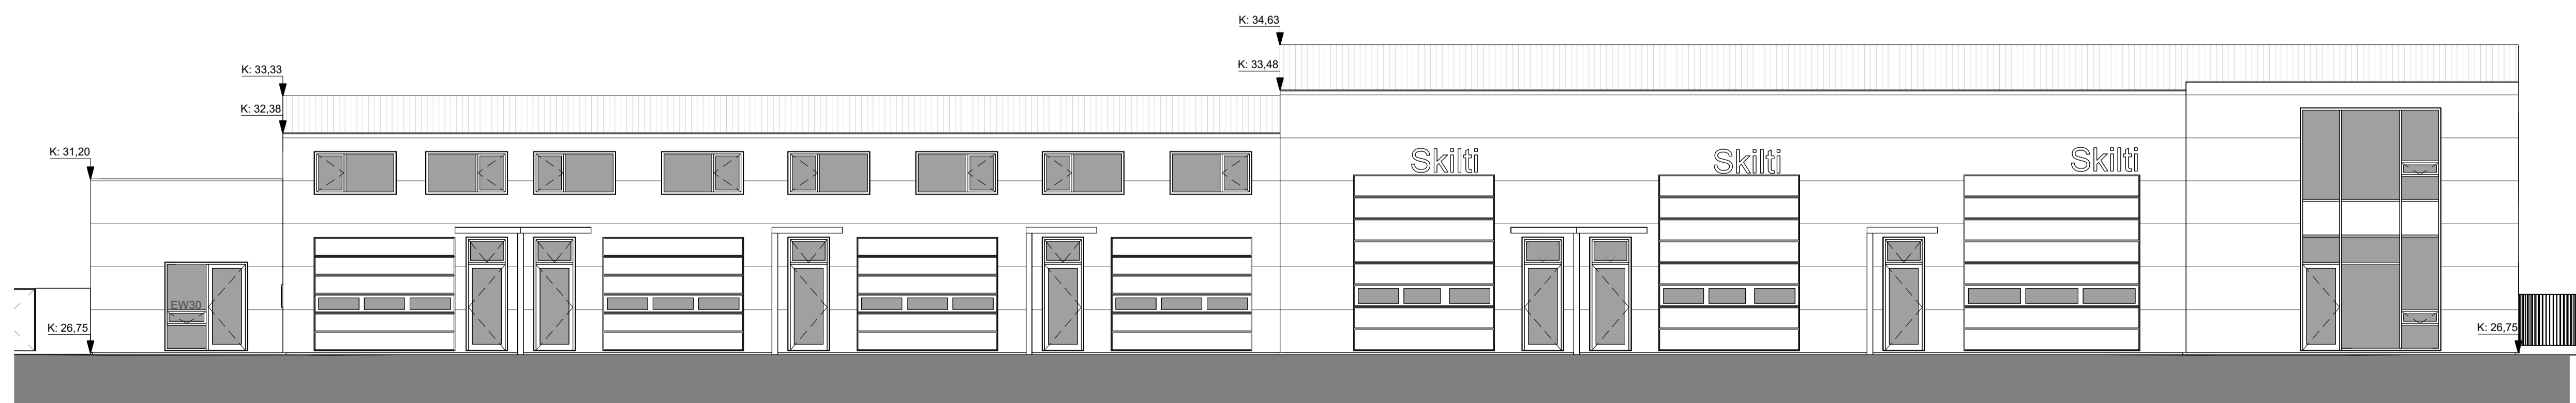 K: 34,63
K: 33,48
K: 33,33
K: 32,38
K: 31,20
Skilti
Skilti
Skilti
EW30
K: 26,75
K: 26,75